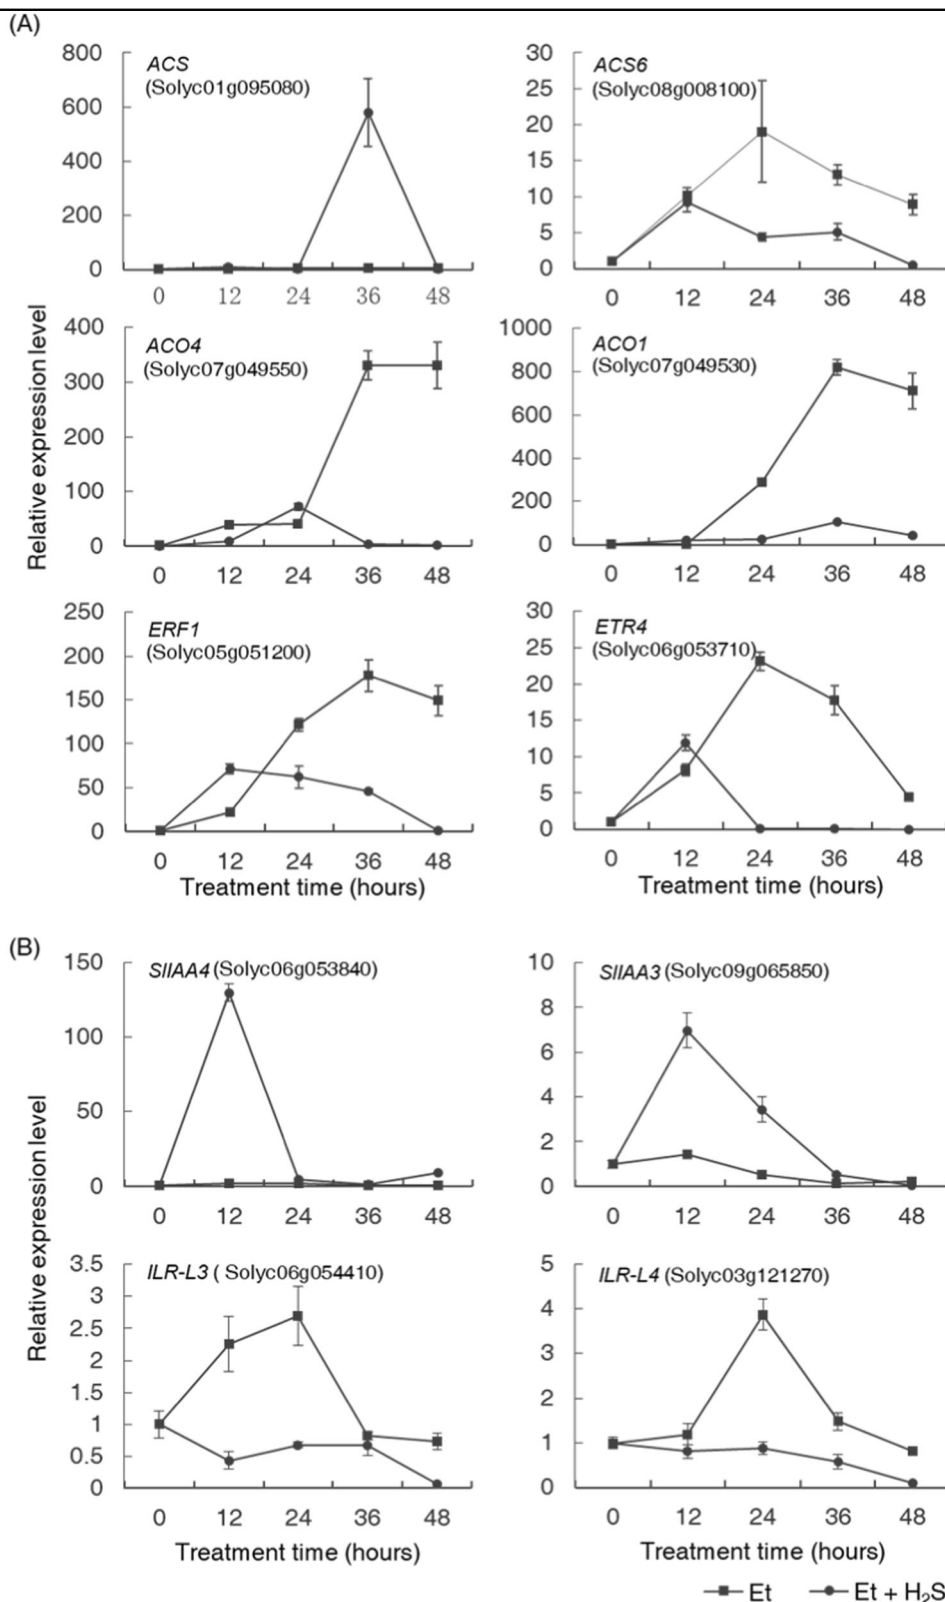 (A)
Relative expression level
ACS
(Solyc01g095080)
800
600
400
200
0
0 12 24 36 48
ACS6
(Solyc08g008100)
30
25
20
15
10
5
0
0 12 24 36 48
ACO4
(Solyc07g049550)
400
300
200
100
0
0 12 24 36 48
ACO1
(Solyc07g049530)
1000
800
600
400
200
0
0 12 24 36 48
ERF1
(Solyc05g051200)
250
200
150
100
50
0
0 12 24 36 48
Treatment time (hours)
ETR4
(Solyc06g053710)
30
25
20
15
10
5
0
0 12 24 36 48
Treatment time (hours)
(B)
Relative expression level
SlIAA4 (Solyc06g053840)
150
100
50
0
0 12 24 36 48
SlIAA3 (Solyc09g065850)
10
8
6
4
2
0
0 12 24 36 48
ILR-L3 ( Solyc06g054410)
3.5
3
2.5
2
1.5
1
0.5
0
0 12 24 36 48
Treatment time (hours)
ILR-L4 (Solyc03g121270)
5
4
3
2
1
0
0 12 24 36 48
Treatment time (hours)
Et Et + H₂S